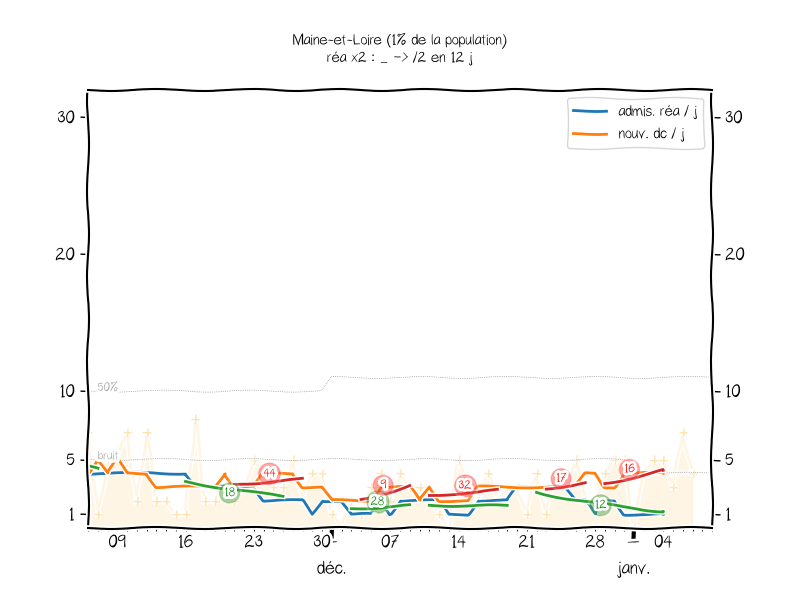 Maine-et-Loire (1% de la population)
réa x2 : _ -> /2 en 12 j
admis. réa / j
nouv. dc / j
30 30
20 20
10 10
50%
bruit
5 5
1 1
44
18
9
28
32
17
16
12
09 16 23 30 07 14 21 28 04
déc. janv.